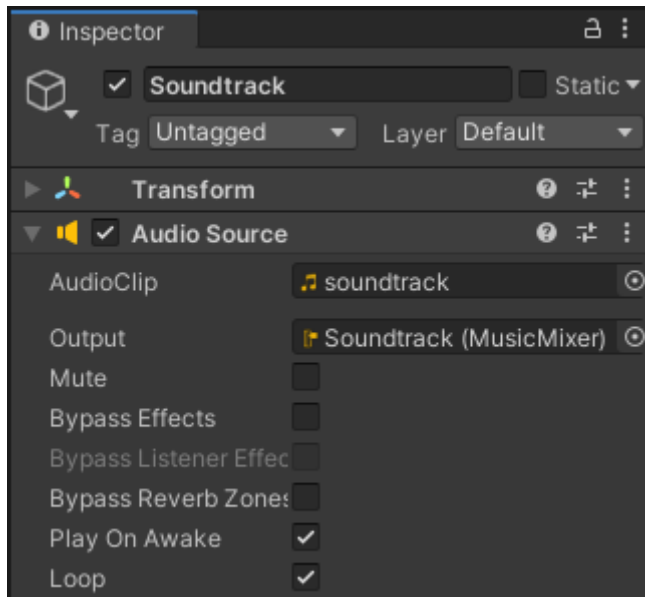 Inspector
Soundtrack Static
Tag Untagged Layer Default
Transform
Audio Source
AudioClip soundtrack
Output Soundtrack (MusicMixer)
Mute
Bypass Effects
Bypass Listener Effec
Bypass Reverb Zones
Play On Awake
Loop